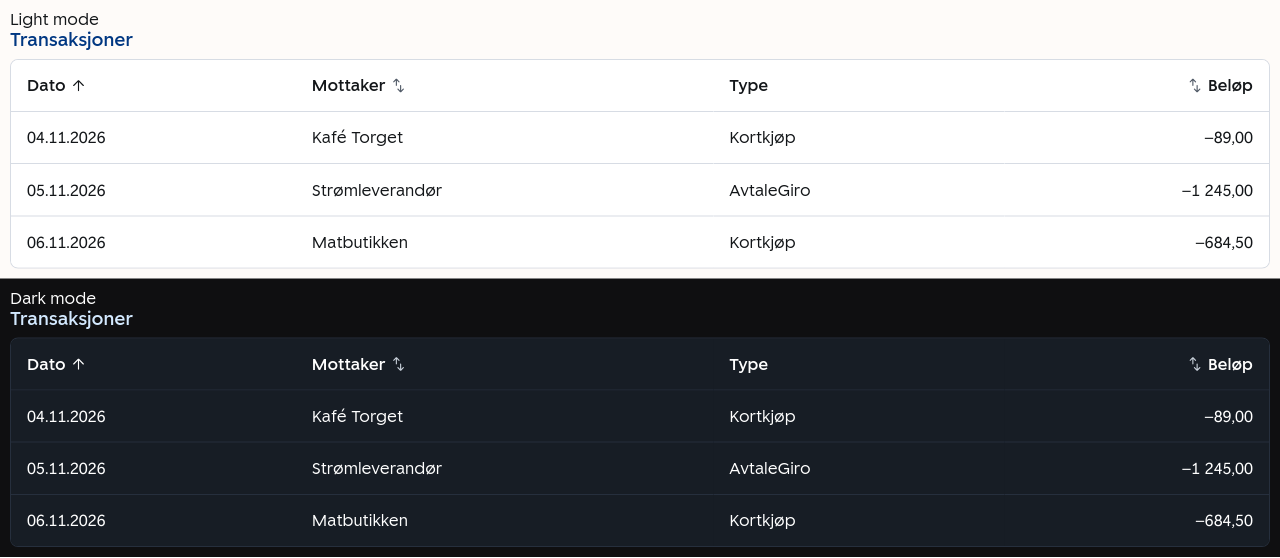 Light mode
Transaksjoner
Dato ↑ Mottaker ↑↓ Type ↑↓ Beløp
04.11.2026 Kafé Torget Kortkjøp −89,00
05.11.2026 Strømleverandør AvtaleGiro −1 245,00
06.11.2026 Matbutikken Kortkjøp −684,50
Dark mode
Transaksjoner
Dato ↑ Mottaker ↑↓ Type ↑↓ Beløp
04.11.2026 Kafé Torget Kortkjøp −89,00
05.11.2026 Strømleverandør AvtaleGiro −1 245,00
06.11.2026 Matbutikken Kortkjøp −684,50